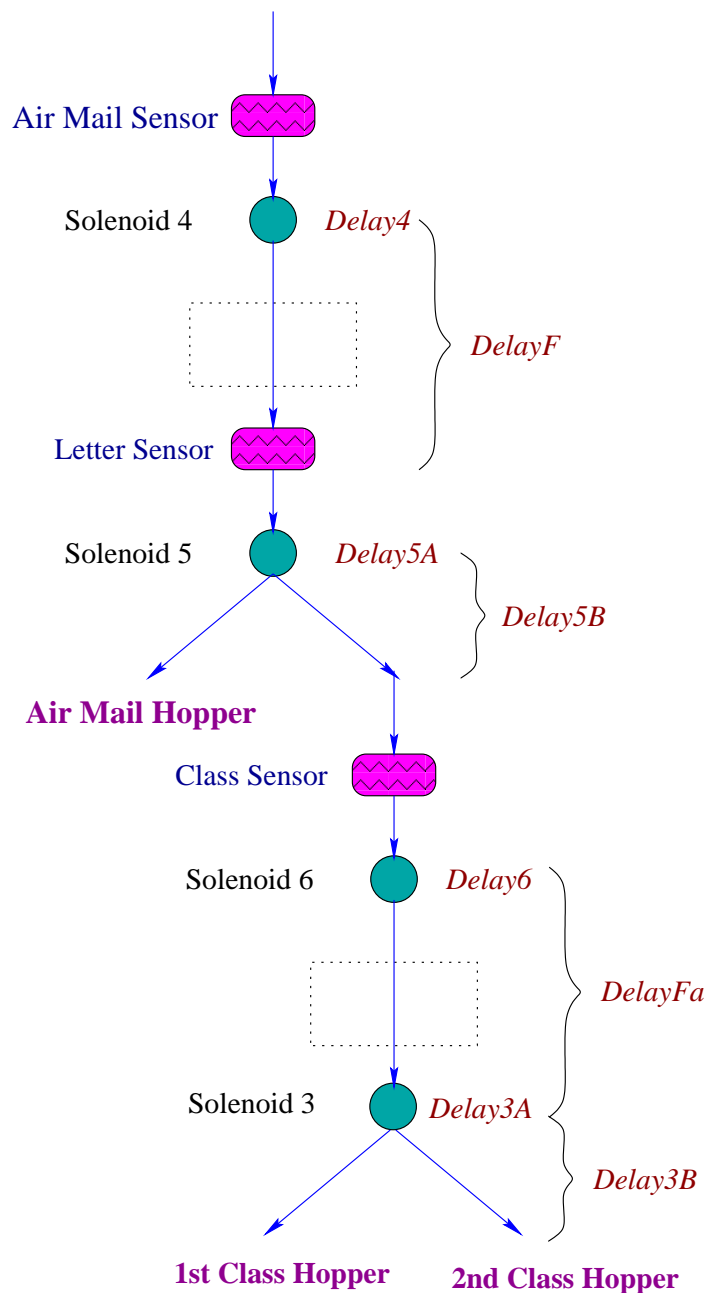 Air Mail Sensor
Solenoid 4
Delay4
DelayF
Letter Sensor
Solenoid 5
Delay5A
Delay5B
Air Mail Hopper
Class Sensor
Solenoid 6
Delay6
DelayFa
Solenoid 3
Delay3A
Delay3B
1st Class Hopper
2nd Class Hopper